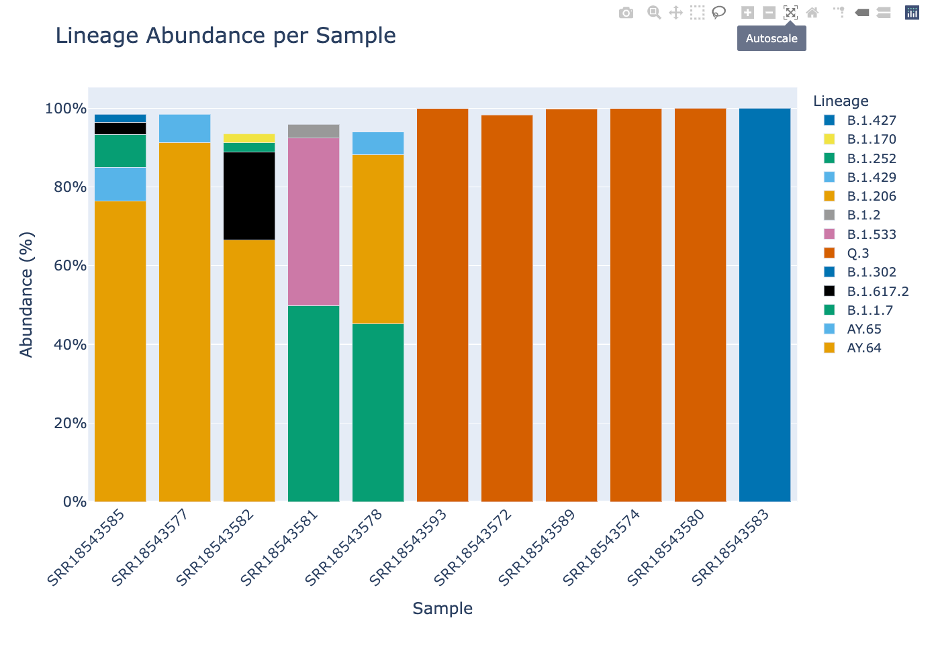 Autoscale
Lineage Abundance per Sample
Abundance (%)
100%
80%
60%
40%
20%
0%
SRR18543585
SRR18543577
SRR18543582
SRR18543581
SRR18543578
SRR18543593
SRR18543572
SRR18543589
SRR18543574
SRR18543580
SRR18543583
Sample
Lineage
B.1.427
B.1.170
B.1.252
B.1.429
B.1.206
B.1.2
B.1.533
Q.3
B.1.302
B.1.617.2
B.1.1.7
AY.65
AY.64